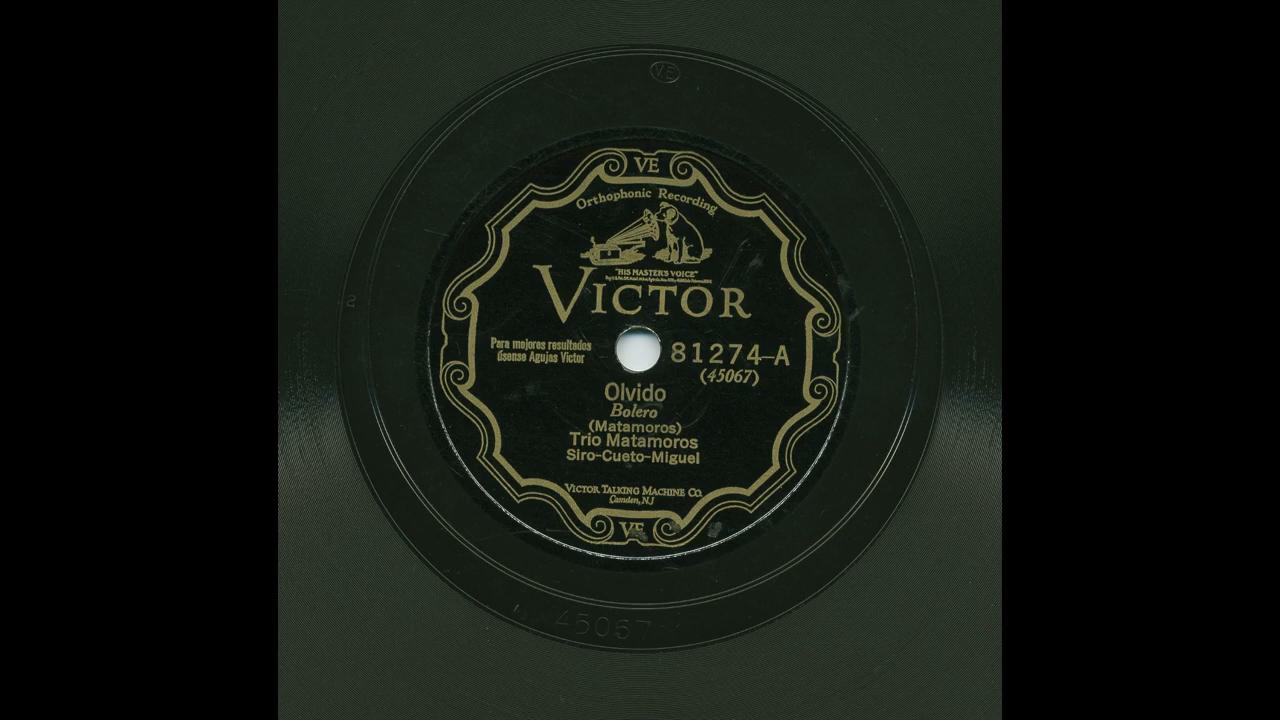 VE
VE
Orthophonic Recording
"HIS MASTER'S VOICE"
VICTOR
Para mejores resultados
úsense Agujas Victor
81274-A
(45067)
Olvido
Bolero
(Matamoros)
Trio Matamoros
Siro-Cueto-Miguel
VICTOR TALKING MACHINE CO.
Camden, N.J.
VE
2
45067